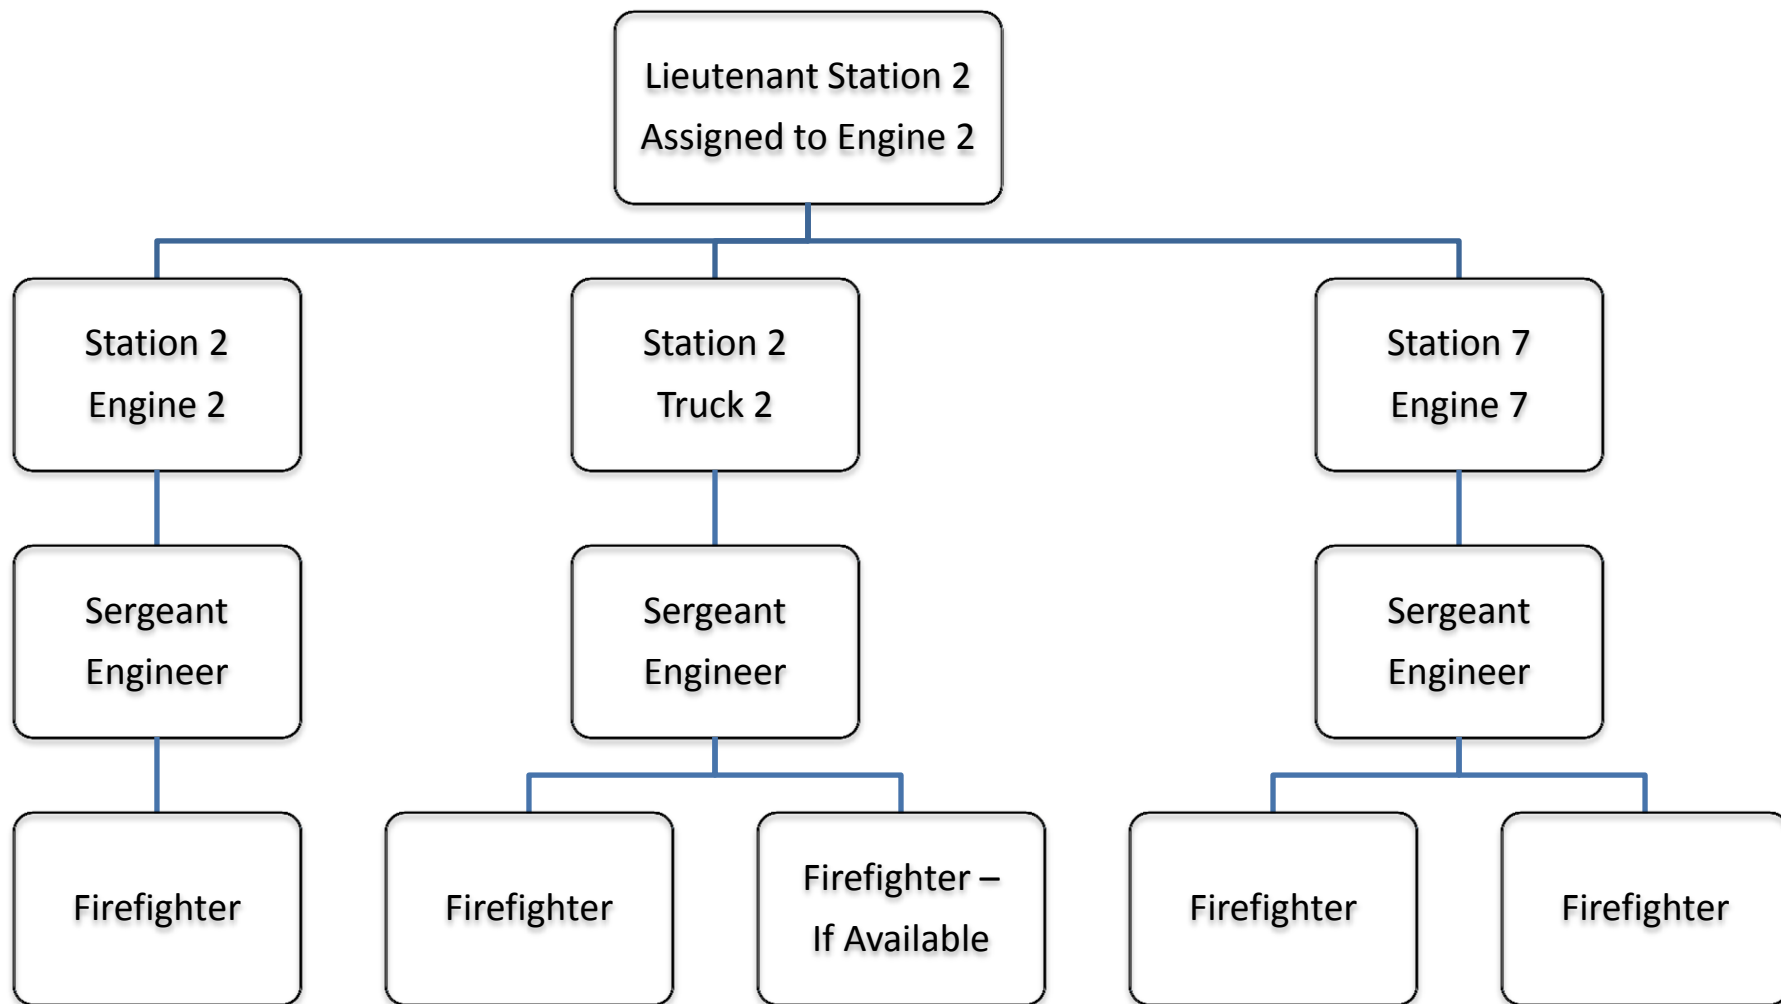 Lieutenant Station 2
Assigned to Engine 2
Station 2
Engine 2
Station 2
Truck 2
Station 7
Engine 7
Sergeant
Engineer
Sergeant
Engineer
Sergeant
Engineer
Firefighter
Firefighter
Firefighter –
If Available
Firefighter
Firefighter